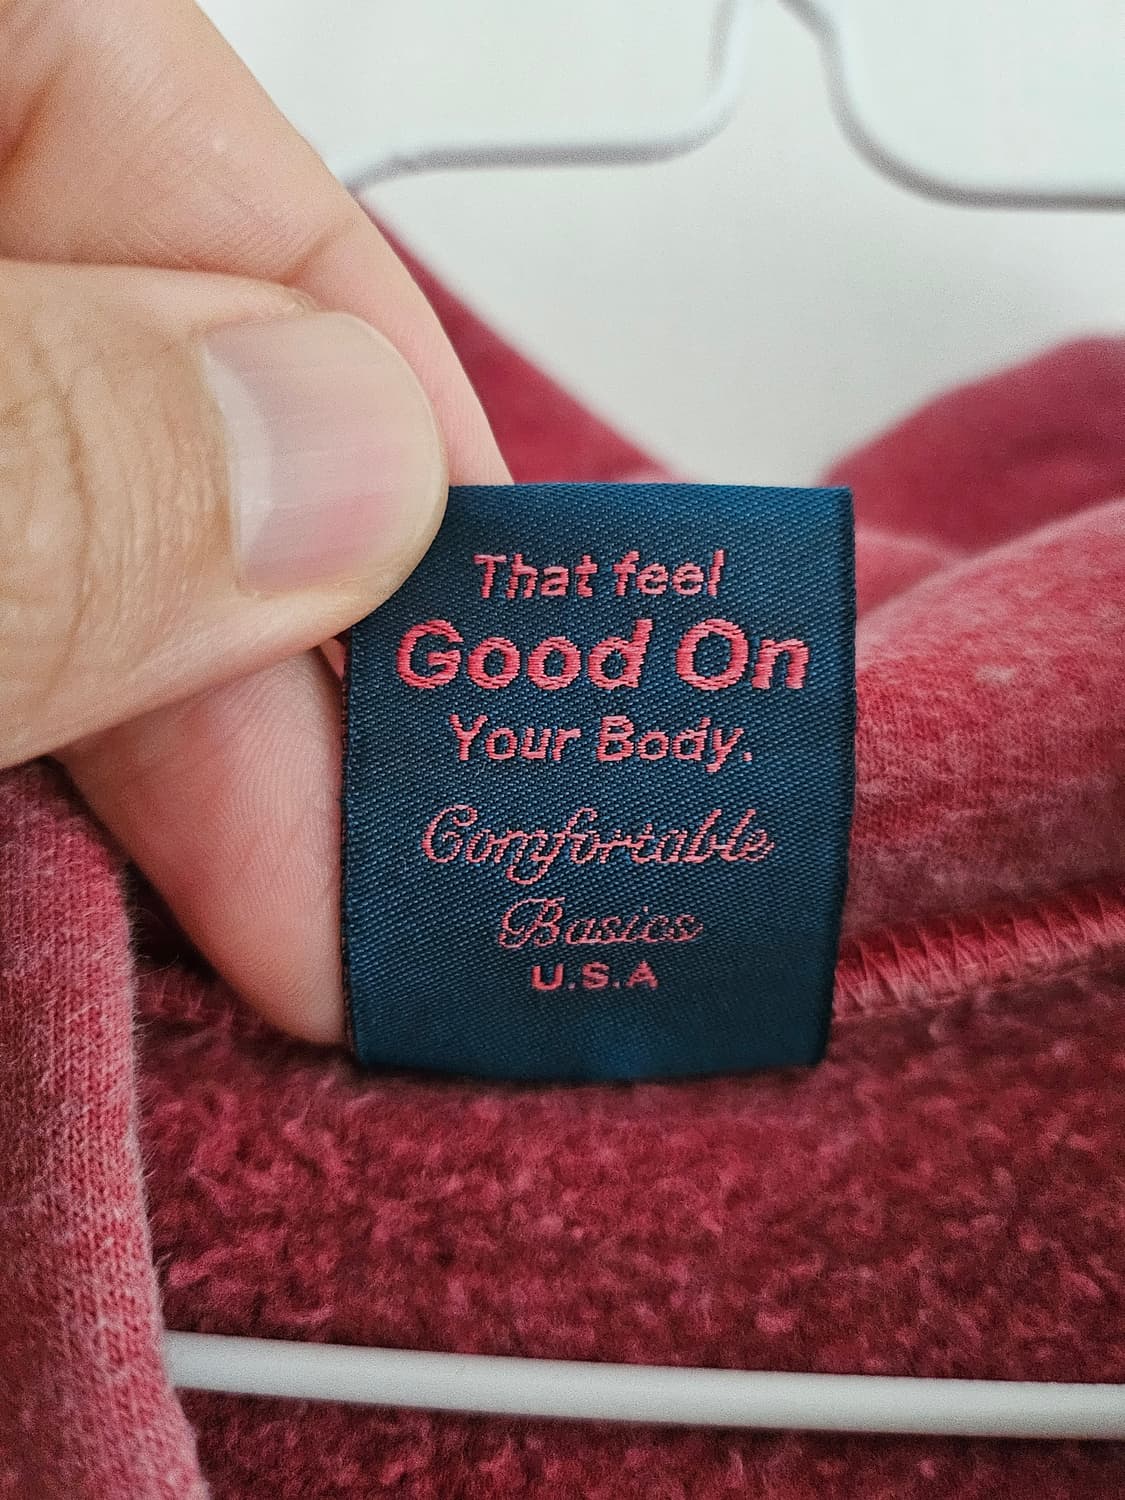 That feel
Good On
Your Body.
Comfortable
Basics
U.S.A